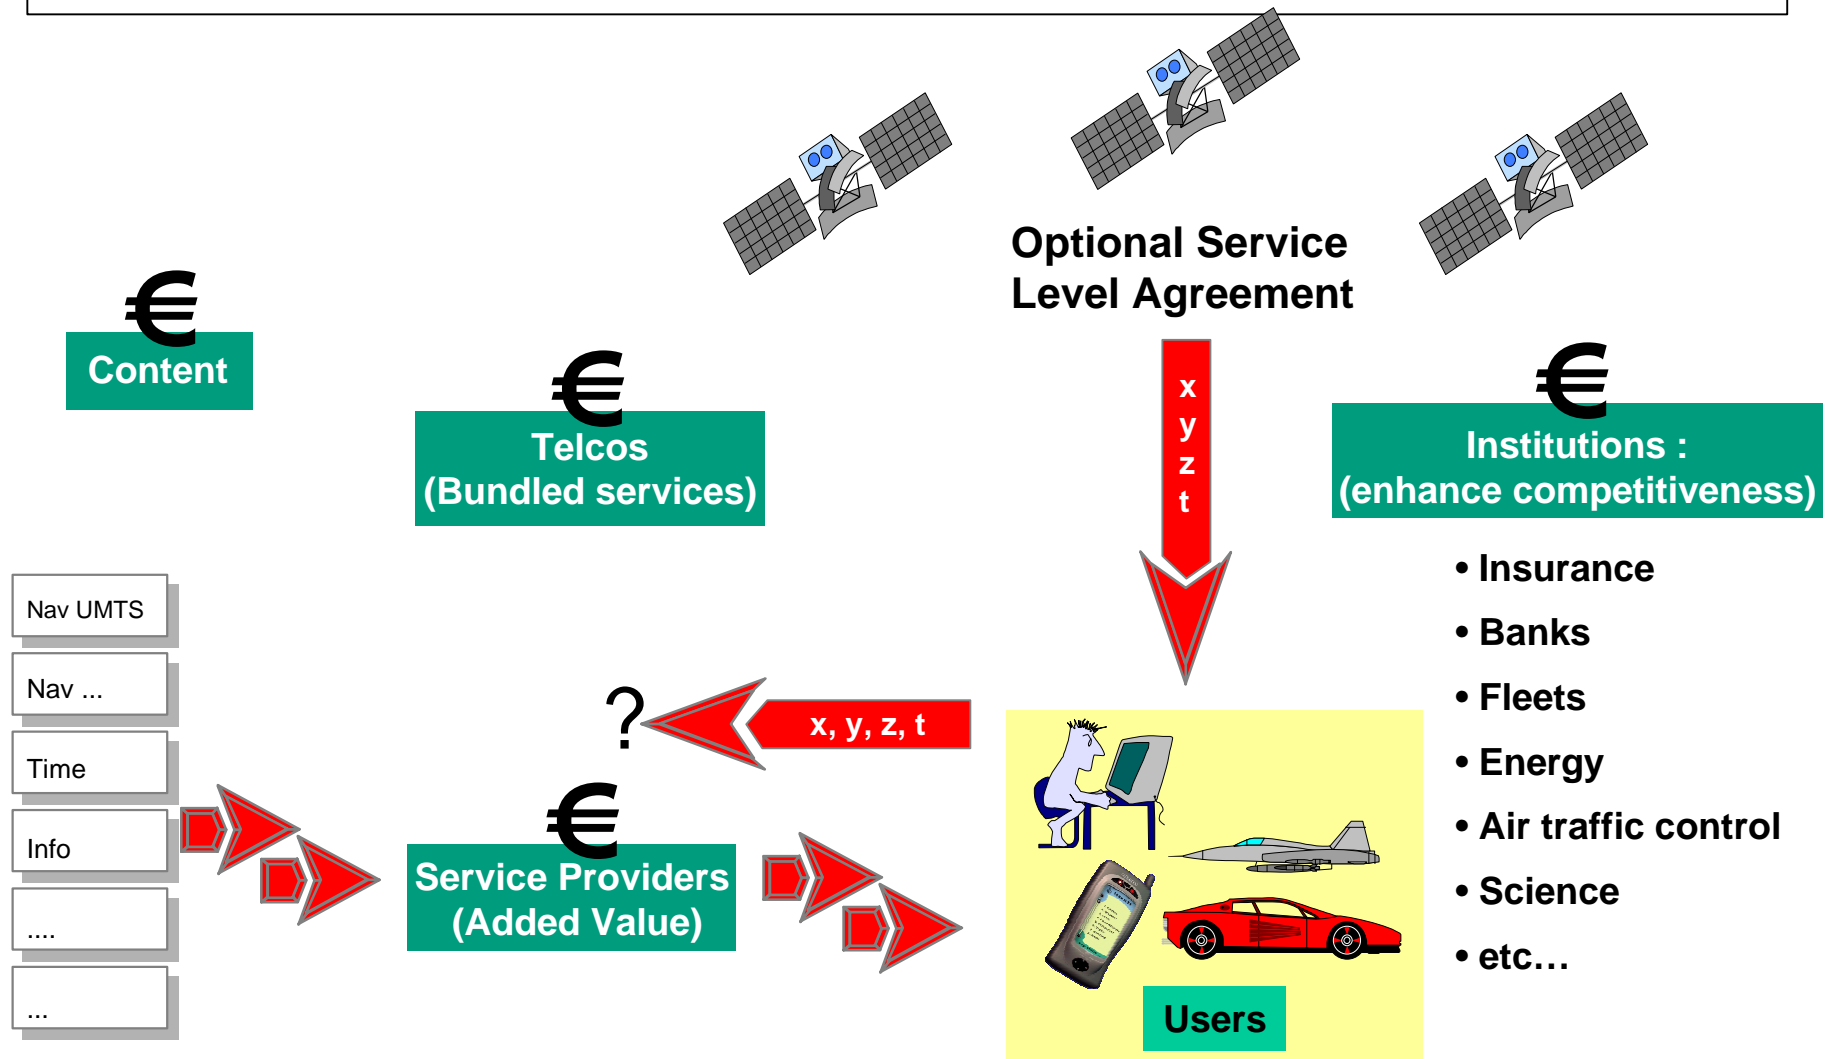 Optional Service
Level Agreement
€
Content
€
Telcos
(Bundled services)
x
y
z
t
€
Institutions :
(enhance competitiveness)
• Insurance
• Banks
• Fleets
• Energy
• Air traffic control
• Science
• etc…
Nav UMTS
Nav ...
Time
Info
....
...
?
x, y, z, t
€
Service Providers
(Added Value)
Users